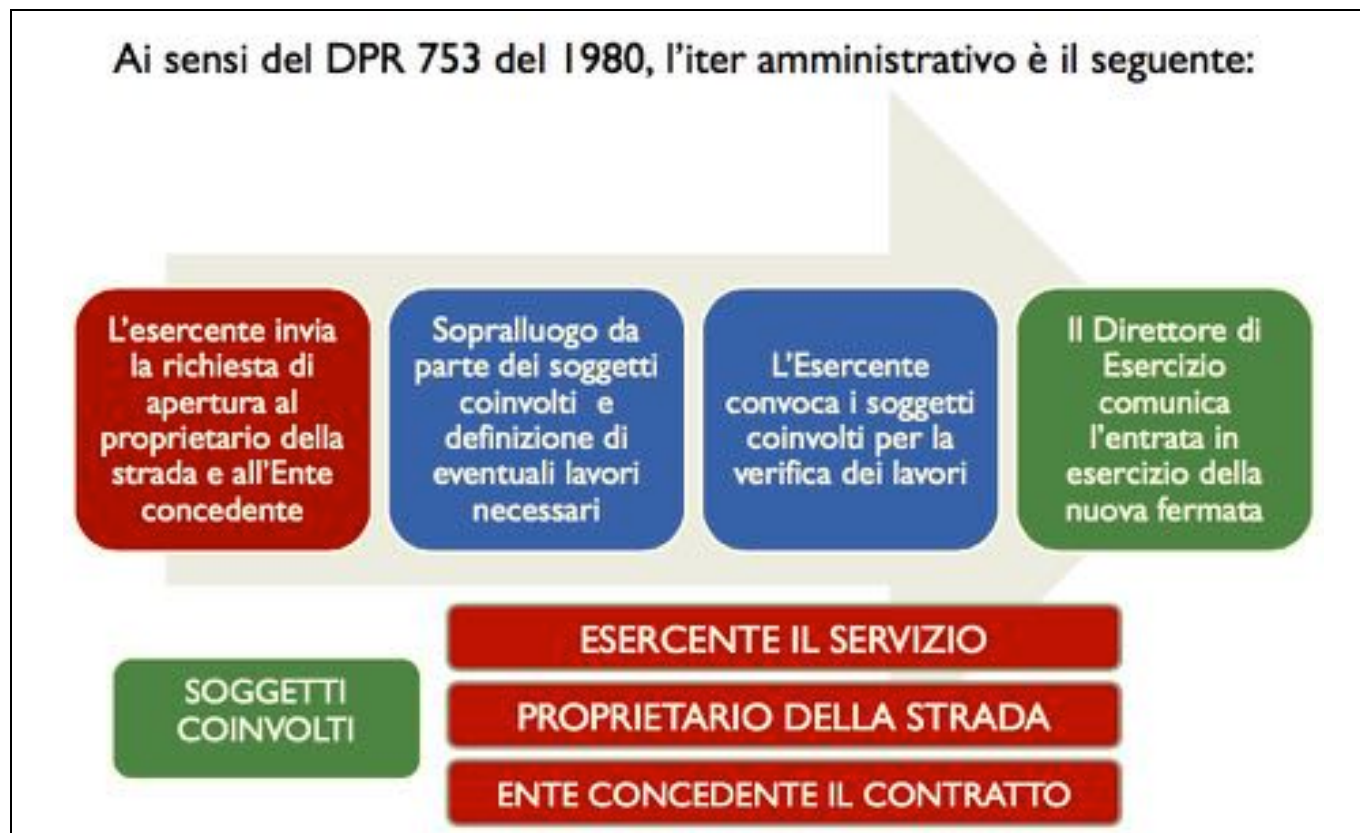 Ai sensi del DPR 753 del 1980, l'iter amministrativo è il seguente:
L'esercente invia
la richiesta di
apertura al
proprietario della
strada e all'Ente
concedente
Sopralluogo da
parte dei soggetti
coinvolti e
definizione di
eventuali lavori
necessari
L'Esercente
convoca i soggetti
coinvolti per la
verifica dei lavori
Il Direttore di
Esercizio
comunica
l'entrata in
esercizio della
nuova fermata
SOGGETTI
COINVOLTI
ESERCENTE IL SERVIZIO
PROPRIETARIO DELLA STRADA
ENTE CONCEDENTE IL CONTRATTO